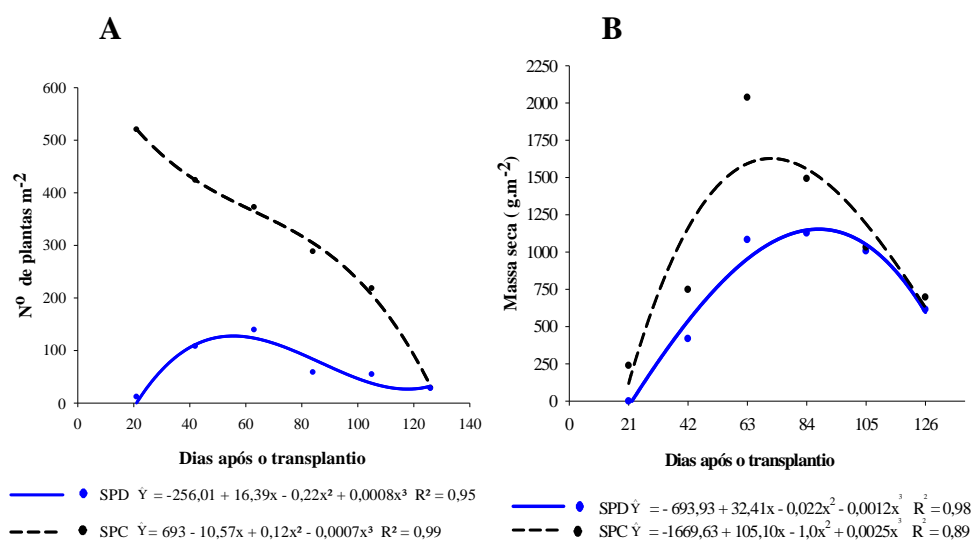 A
B
Nº de plantas m-2
600
500
400
300
200
100
0
0 20 40 60 80 100 120 140
Dias após o transplantio
SPD Ŷ = -256,01 + 16,39x - 0,22x² + 0,0008x³ R² = 0,95
SPC Ŷ= 693 - 10,57x + 0,12x² - 0,0007x³ R² = 0,99
Massa seca ( g.m-2)
2250
2000
1750
1500
1250
1000
750
500
250
0
0 21 42 63 84 105 126
Dias após o transplantio
SPD Ŷ = - 693,93 + 32,41x - 0,022x² - 0,0012x³ R² = 0,98
SPC Ŷ = -1669,63 + 105,10x - 1,0x² + 0,0025x³ R² = 0,89